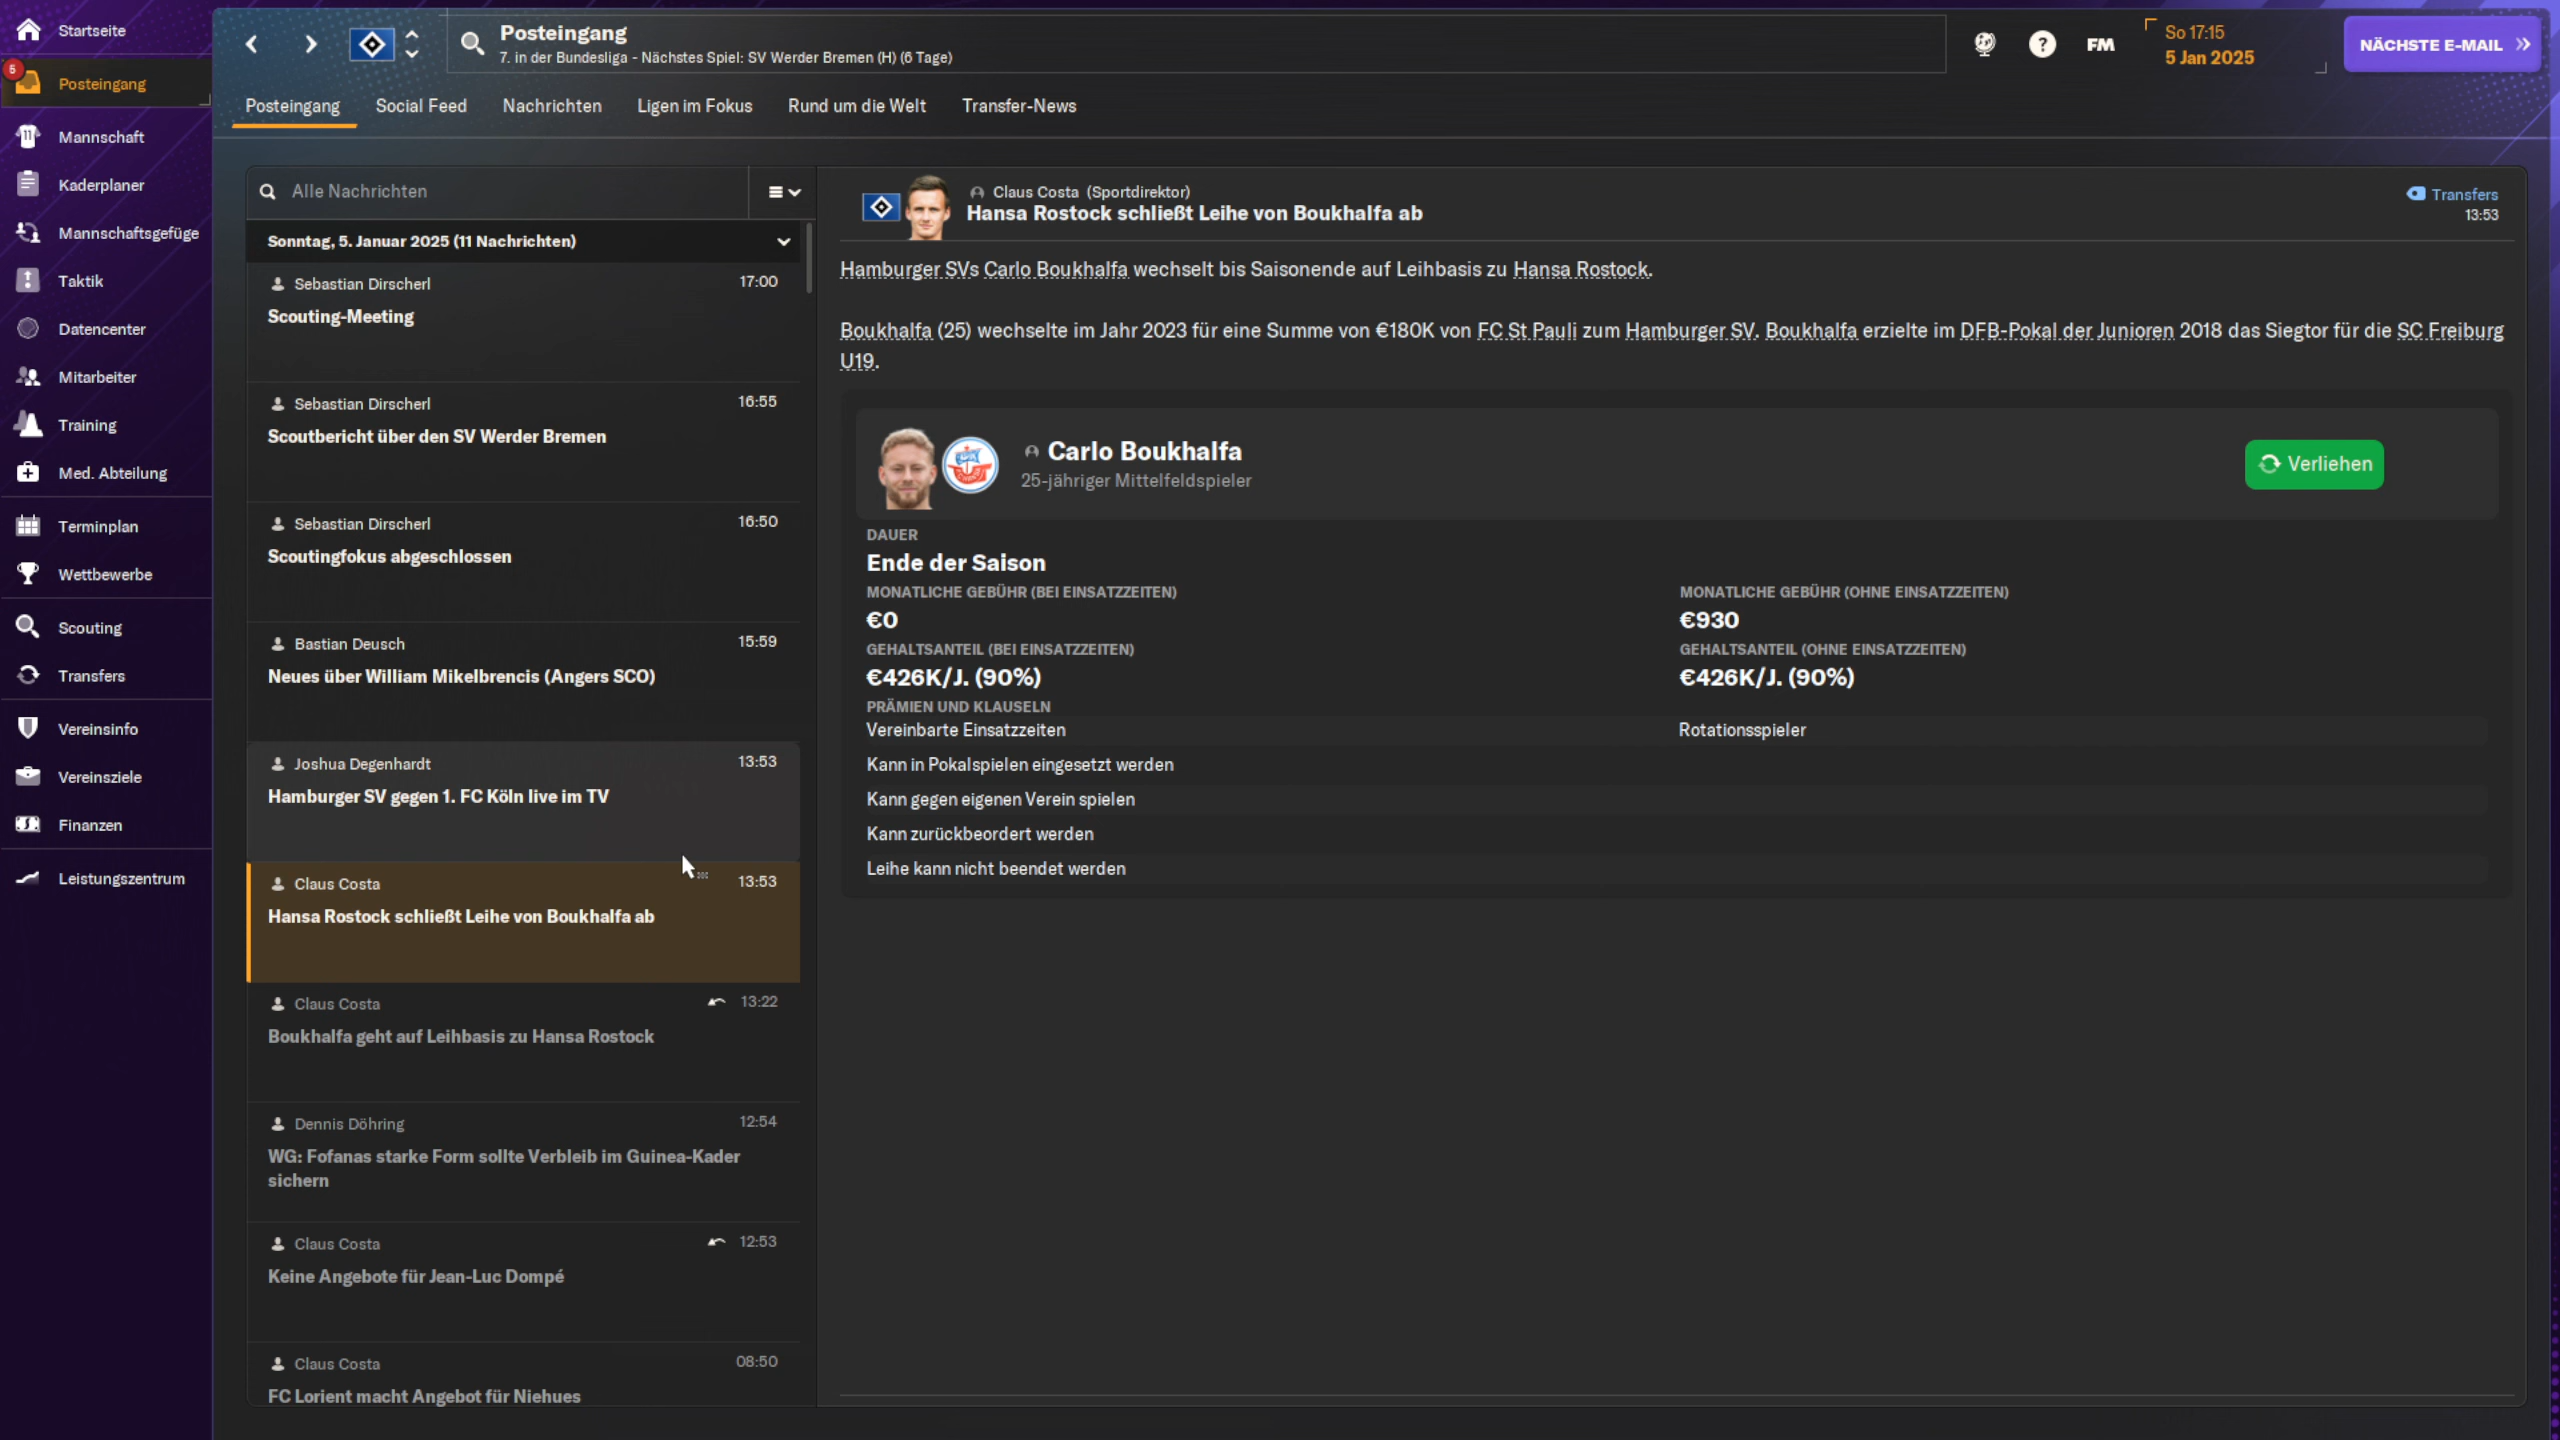 Startseite
5
Posteingang
Mannschaft
Kaderplaner
Mannschaftsgefüge
Taktik
Datencenter
Mitarbeiter
Training
Med. Abteilung
Terminplan
Wettbewerbe
Scouting
Transfers
Vereinsinfo
Vereinsziele
Finanzen
Leistungszentrum
Posteingang
7. in der Bundesliga - Nächstes Spiel: SV Werder Bremen (H) (6 Tage)
?
FM
So 17:15
5 Jan 2025
NÄCHSTE E-MAIL
Posteingang Social Feed Nachrichten Ligen im Fokus Rund um die Welt Transfer-News
Alle Nachrichten
Sonntag, 5. Januar 2025 (11 Nachrichten)
Sebastian Dirscherl 17:00
Scouting-Meeting
Sebastian Dirscherl 16:55
Scoutbericht über den SV Werder Bremen
Sebastian Dirscherl 16:50
Scoutingfokus abgeschlossen
Bastian Deusch 15:59
Neues über William Mikelbrencis (Angers SCO)
Joshua Degenhardt 13:53
Hamburger SV gegen 1. FC Köln live im TV
Claus Costa 13:53
Hansa Rostock schließt Leihe von Boukhalfa ab
Claus Costa 13:22
Boukhalfa geht auf Leihbasis zu Hansa Rostock
Dennis Döhring 12:54
WG: Fofanas starke Form sollte Verbleib im Guinea-Kader
sichern
Claus Costa 12:53
Keine Angebote für Jean-Luc Dompé
Claus Costa 08:50
FC Lorient macht Angebot für Niehues
Claus Costa (Sportdirektor)
Hansa Rostock schließt Leihe von Boukhalfa ab
Transfers
13:53
Hamburger SVs Carlo Boukhalfa wechselt bis Saisonende auf Leihbasis zu Hansa Rostock.
Boukhalfa (25) wechselte im Jahr 2023 für eine Summe von €180K von FC St Pauli zum Hamburger SV. Boukhalfa erzielte im DFB-Pokal der Junioren 2018 das Siegtor für die SC Freiburg
U19.
Carlo Boukhalfa
25-jähriger Mittelfeldspieler
Verliehen
DAUER
Ende der Saison
MONATLICHE GEBÜHR (BEI EINSATZZEITEN) MONATLICHE GEBÜHR (OHNE EINSATZZEITEN)
€0 €930
GEHALTSANTEIL (BEI EINSATZZEITEN) GEHALTSANTEIL (OHNE EINSATZZEITEN)
€426K/J. (90%) €426K/J. (90%)
PRÄMIEN UND KLAUSELN
Vereinbarte Einsatzzeiten Rotationsspieler
Kann in Pokalspielen eingesetzt werden
Kann gegen eigenen Verein spielen
Kann zurückbeordert werden
Leihe kann nicht beendet werden